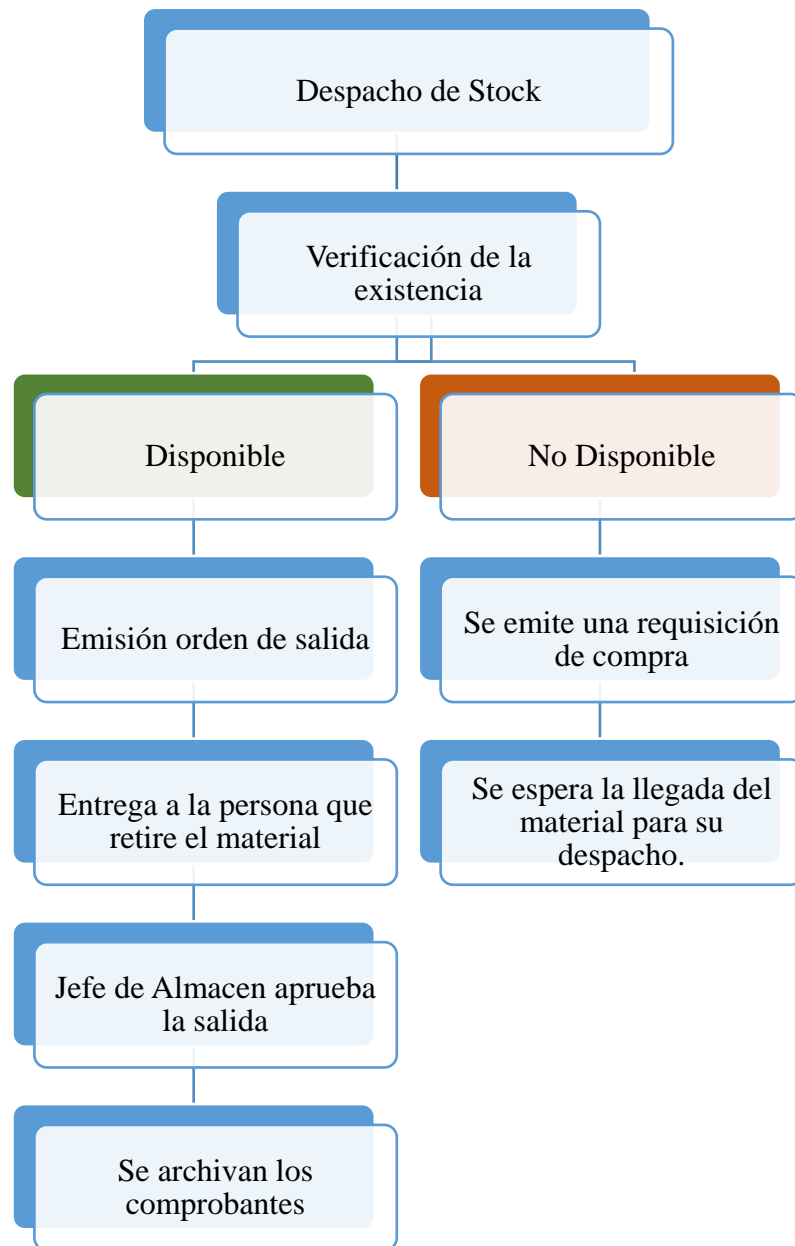 Despacho de Stock
Verificación de la
existencia
Disponible
No Disponible
Emisión orden de salida
Se emite una requisición
de compra
Entrega a la persona que
retire el material
Se espera la llegada del
material para su
despacho.
Jefe de Almacen aprueba
la salida
Se archivan los
comprobantes